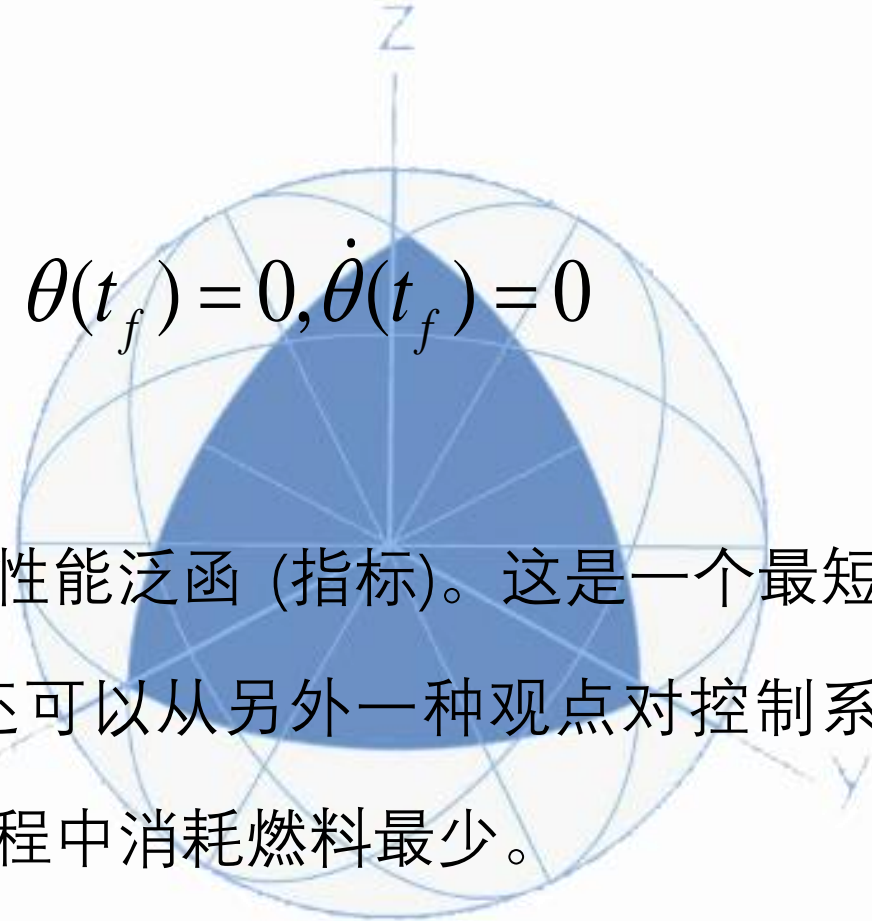 Z
θ(t_f) = 0, θ̇(t_f) = 0
性能泛函 (指标)。这是一个最短
可以从另外一种观点对控制系
程中消耗燃料最少。
Y